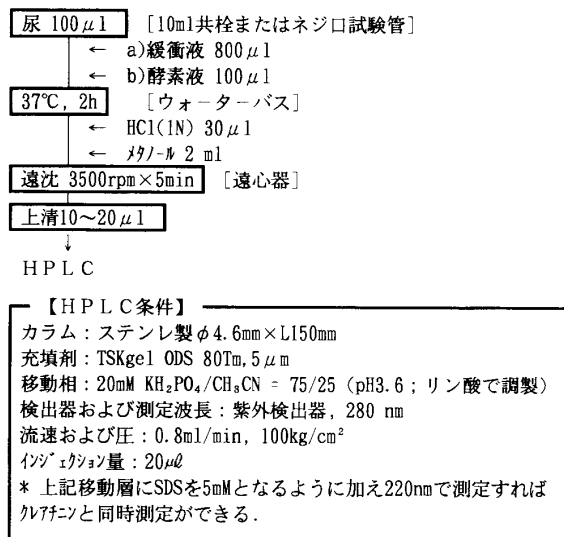 尿 100μl [10ml共栓またはネジ口試験管]
← a)緩衝液 800μl
← b)酵素液 100μl
37℃, 2h [ウォーターバス]
← HCl(1N) 30μl
← メタノール 2 ml
遠沈 3500rpm×5min [遠心器]
上清10～20μl
↓
HPLC
【HPLC条件】
カラム：ステンレ製φ4.6mm×L150mm
充填剤：TSKgel ODS 80Tm,5μm
移動相：20mM KH₂PO₄/CH₃CN = 75/25 (pH3.6；リン酸で調製)
検出器および測定波長：紫外検出器, 280 nm
流速および圧：0.8ml/min, 100kg/cm²
インジェクション量：20μℓ
* 上記移動層にSDSを5mMとなるように加え220nmで測定すれば
クレアチニンと同時測定ができる.